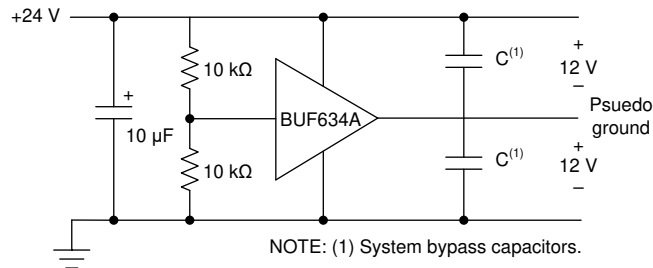 +24 V
+
10 µF
10 kΩ
10 kΩ
BUF634A
C(1)
C(1)
+
12 V
–
Psuedo
ground
+
12 V
–
NOTE: (1) System bypass capacitors.